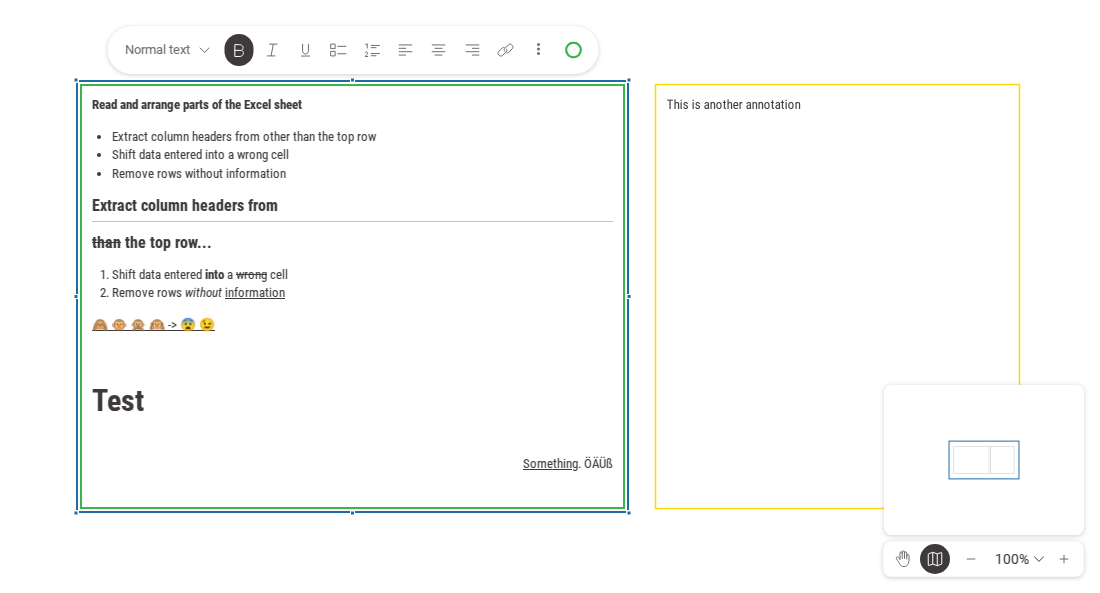 Normal text
Read and arrange parts of the Excel sheet
Extract column headers from other than the top row
Shift data entered into a wrong cell
Remove rows without information
Extract column headers from
than the top row...
1. Shift data entered into a wrong cell
2. Remove rows without information
🙈 🐵 🙊 🙉 -> 😨 😉
Test
Something. ÖÄÜß
This is another annotation
100%